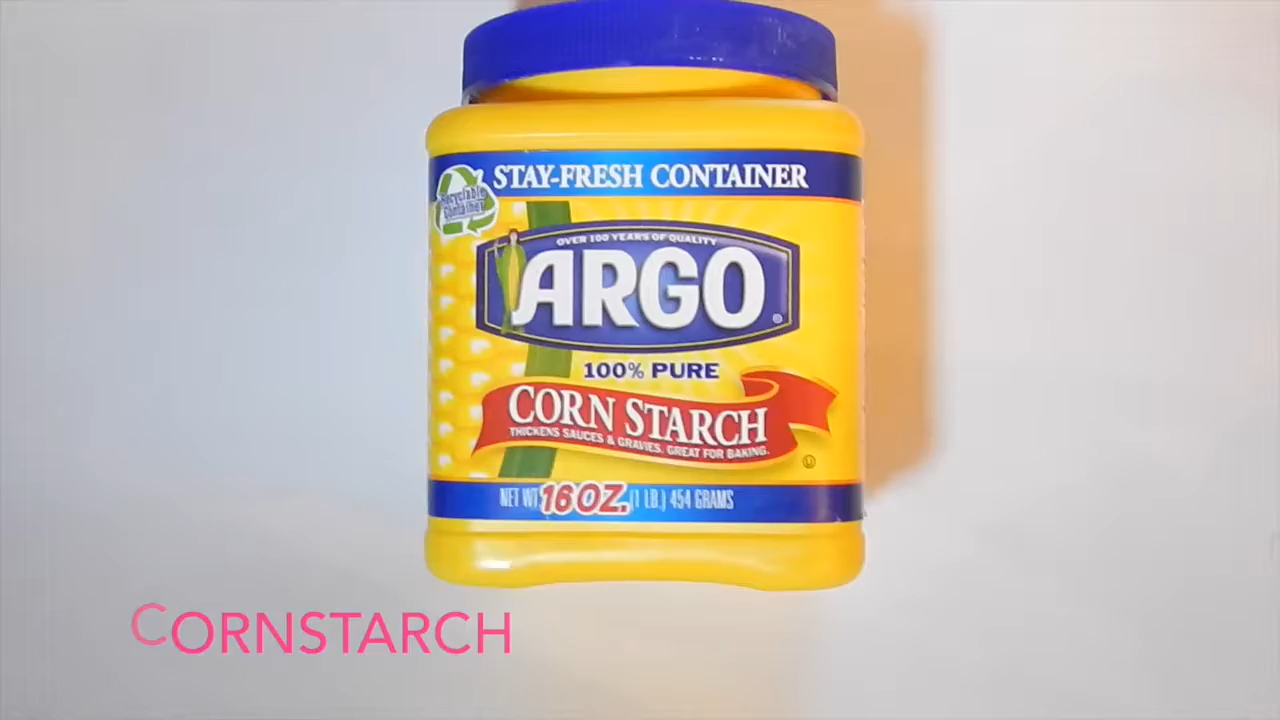 STAY-FRESH CONTAINER
Recyclable
Container
OVER 100 YEARS OF QUALITY
ARGO®
100% PURE
CORN STARCH
THICKENS SAUCES & GRAVIES. GREAT FOR BAKING.
NET WT 16 OZ. (1 LB.) 454 GRAMS
CORNSTARCH